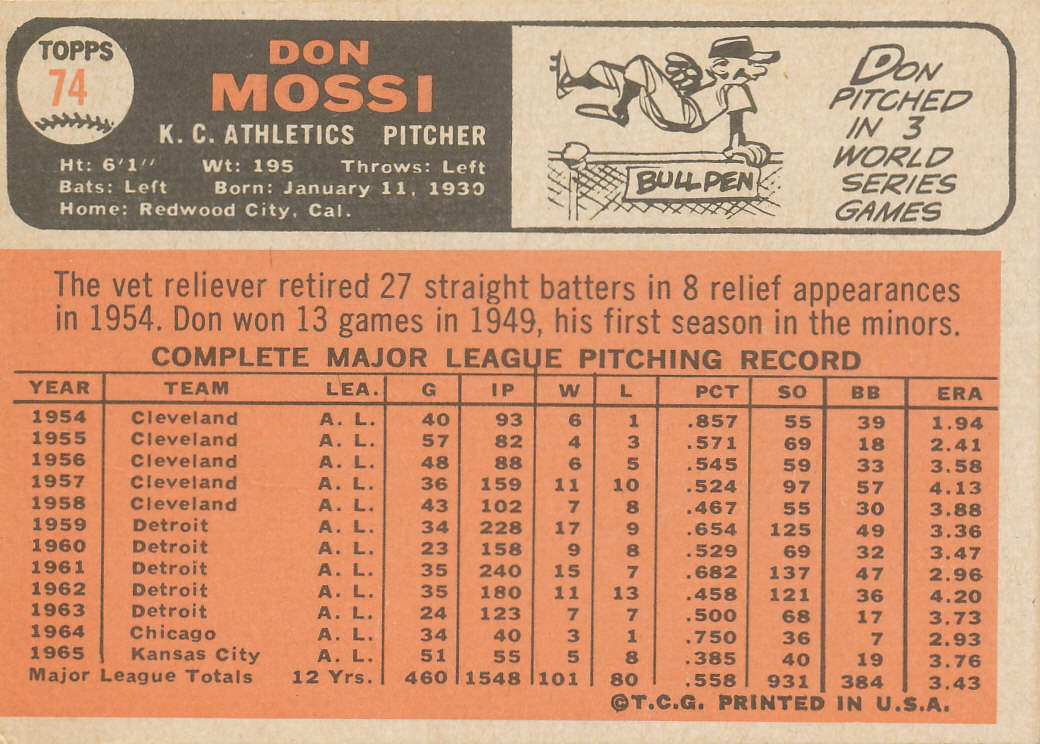 TOPPS
74
DON
MOSSI
K. C. ATHLETICS PITCHER
Ht: 6'1" Wt: 195 Throws: Left
Bats: Left Born: January 11, 1930
Home: Redwood City, Cal.
BULLPEN
DON
PITCHED
IN 3
WORLD
SERIES
GAMES
The vet reliever retired 27 straight batters in 8 relief appearances
in 1954. Don won 13 games in 1949, his first season in the minors.
COMPLETE MAJOR LEAGUE PITCHING RECORD
YEAR TEAM LEA. G IP W L PCT SO BB ERA
1954 Cleveland A. L. 40 93 6 1 .857 55 39 1.94
1955 Cleveland A. L. 57 82 4 3 .571 69 18 2.41
1956 Cleveland A. L. 48 88 6 5 .545 59 33 3.58
1957 Cleveland A. L. 36 159 11 10 .524 97 57 4.13
1958 Cleveland A. L. 43 102 7 8 .467 55 30 3.88
1959 Detroit A. L. 34 228 17 9 .654 125 49 3.36
1960 Detroit A. L. 23 158 9 8 .529 69 32 3.47
1961 Detroit A. L. 35 240 15 7 .682 137 47 2.96
1962 Detroit A. L. 35 180 11 13 .458 121 36 4.20
1963 Detroit A. L. 24 123 7 7 .500 68 17 3.73
1964 Chicago A. L. 34 40 3 1 .750 36 7 2.93
1965 Kansas City A. L. 51 55 5 8 .385 40 19 3.76
Major League Totals 12 Yrs. 460 1548 101 80 .558 931 384 3.43
©T.C.G. PRINTED IN U.S.A.